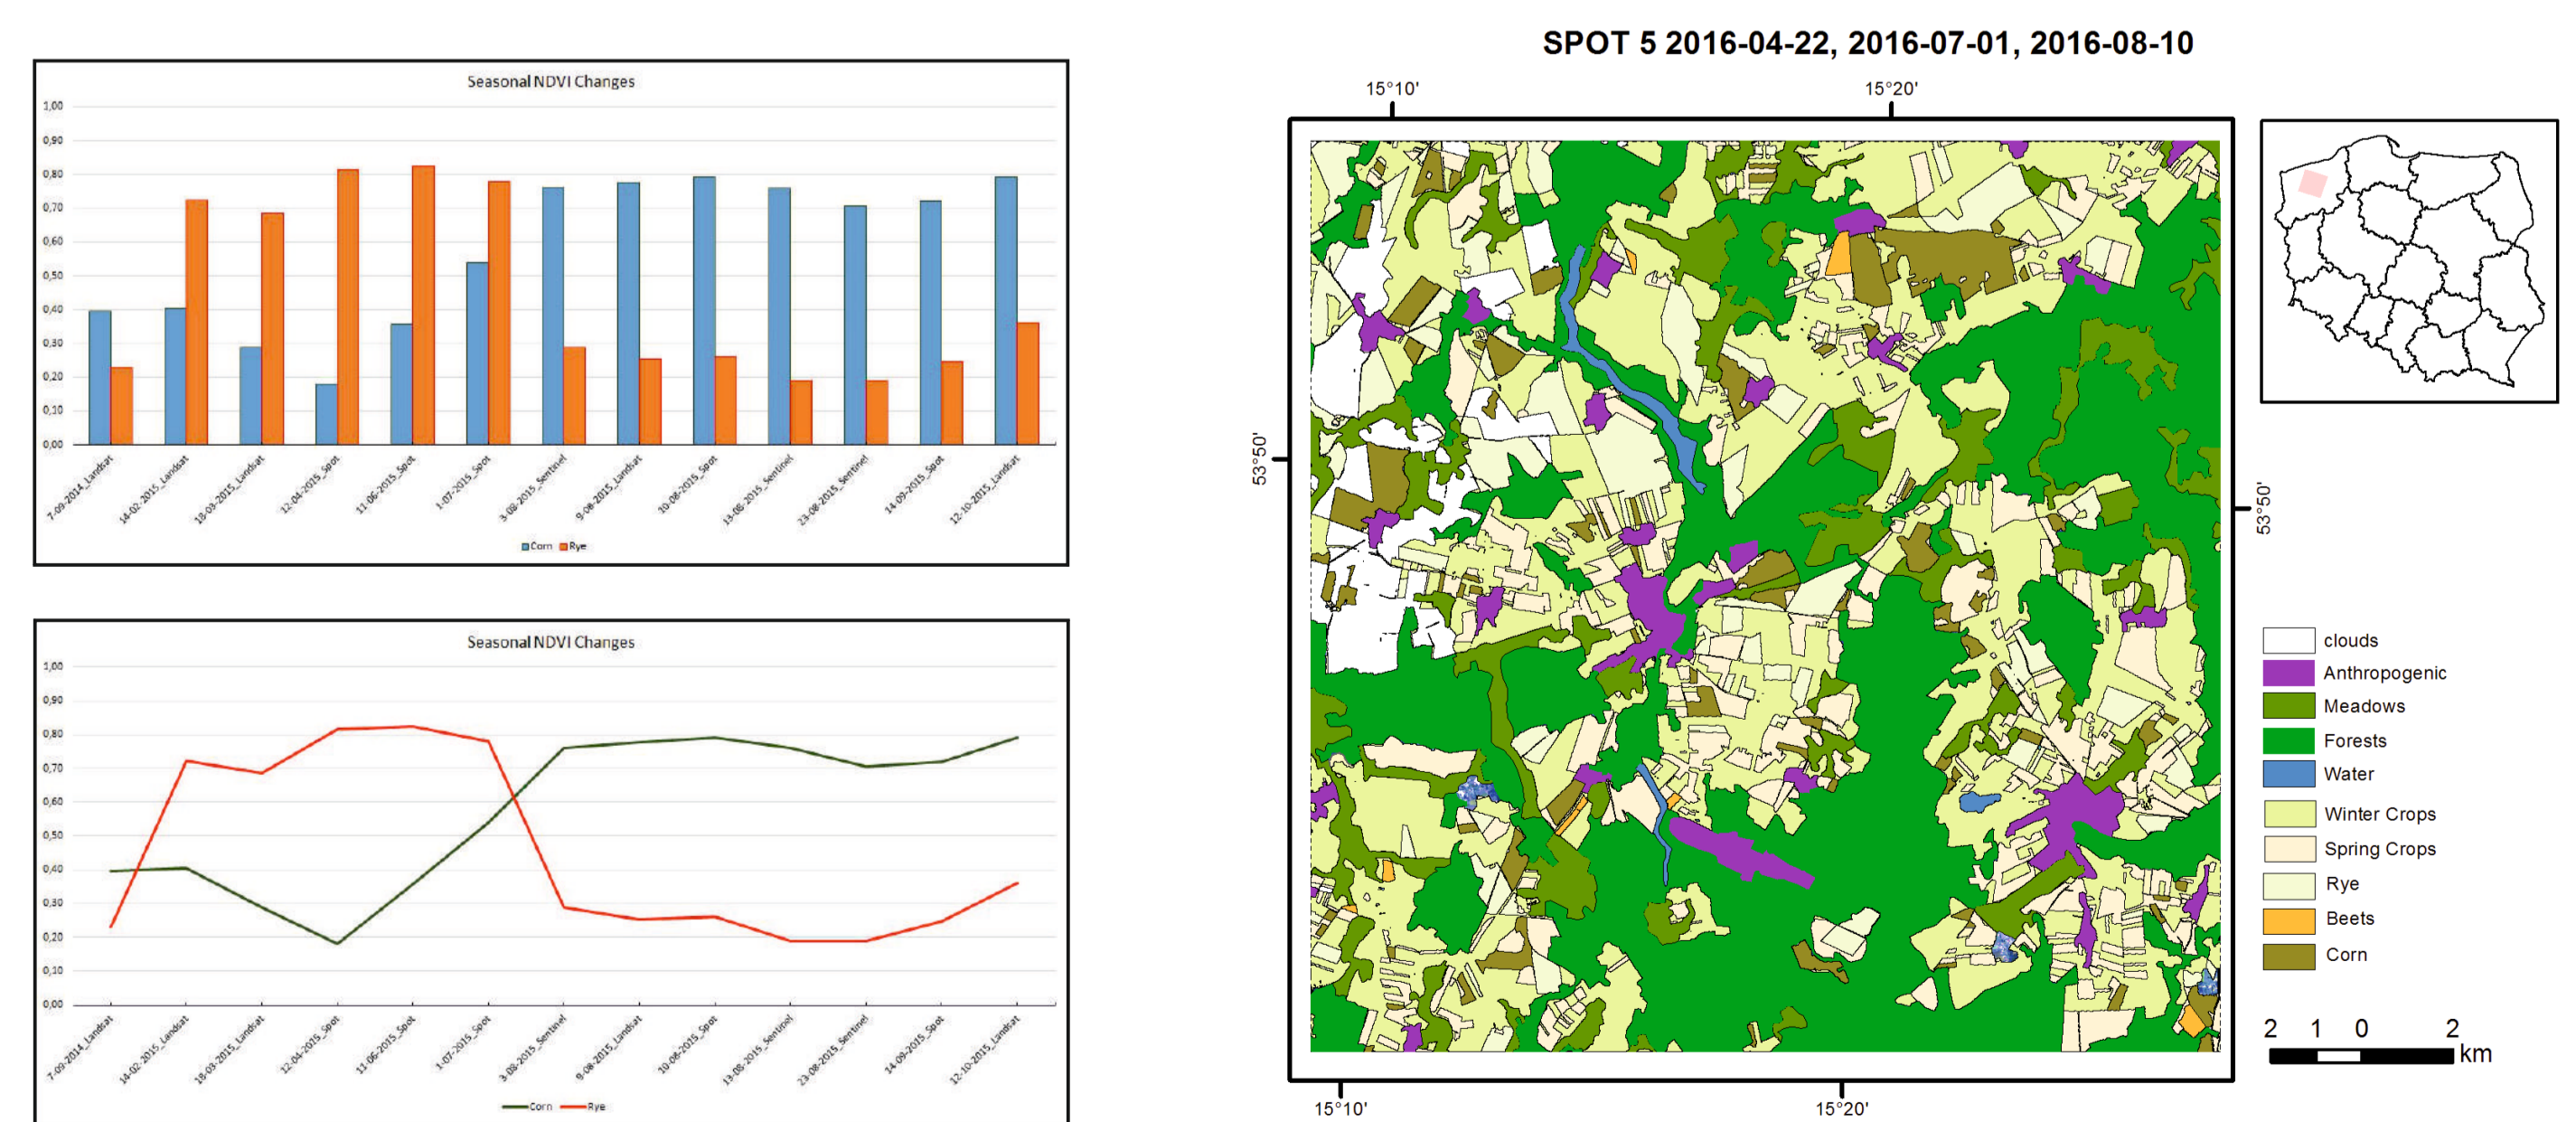 Seasonal NDVI Changes
1,00
0,90
0,80
0,70
0,60
0,50
0,40
0,30
0,20
0,10
0,00
7-09-2014_Landsat
14-02-2015_Landsat
18-03-2015_Landsat
12-04-2015_Spot
11-06-2015_Spot
1-07-2015_Spot
3-08-2015_Sentinel
9-08-2015_Landsat
10-08-2015_Spot
13-08-2015_Sentinel
23-08-2015_Sentinel
14-09-2015_Spot
12-10-2015_Landsat
Corn Rye
Seasonal NDVI Changes
1,00
0,90
0,80
0,70
0,60
0,50
0,40
0,30
0,20
0,10
0,00
7-09-2014_Landsat
14-02-2015_Landsat
18-03-2015_Landsat
12-04-2015_Spot
11-06-2015_Spot
1-07-2015_Spot
3-08-2015_Sentinel
9-08-2015_Landsat
10-08-2015_Spot
13-08-2015_Sentinel
23-08-2015_Sentinel
14-09-2015_Spot
12-10-2015_Landsat
Corn Rye
SPOT 5 2016-04-22, 2016-07-01, 2016-08-10
15°10' 15°20'
53°50'
53°50'
15°10' 15°20'
clouds
Anthropogenic
Meadows
Forests
Water
Winter Crops
Spring Crops
Rye
Beets
Corn
2 1 0 2
km